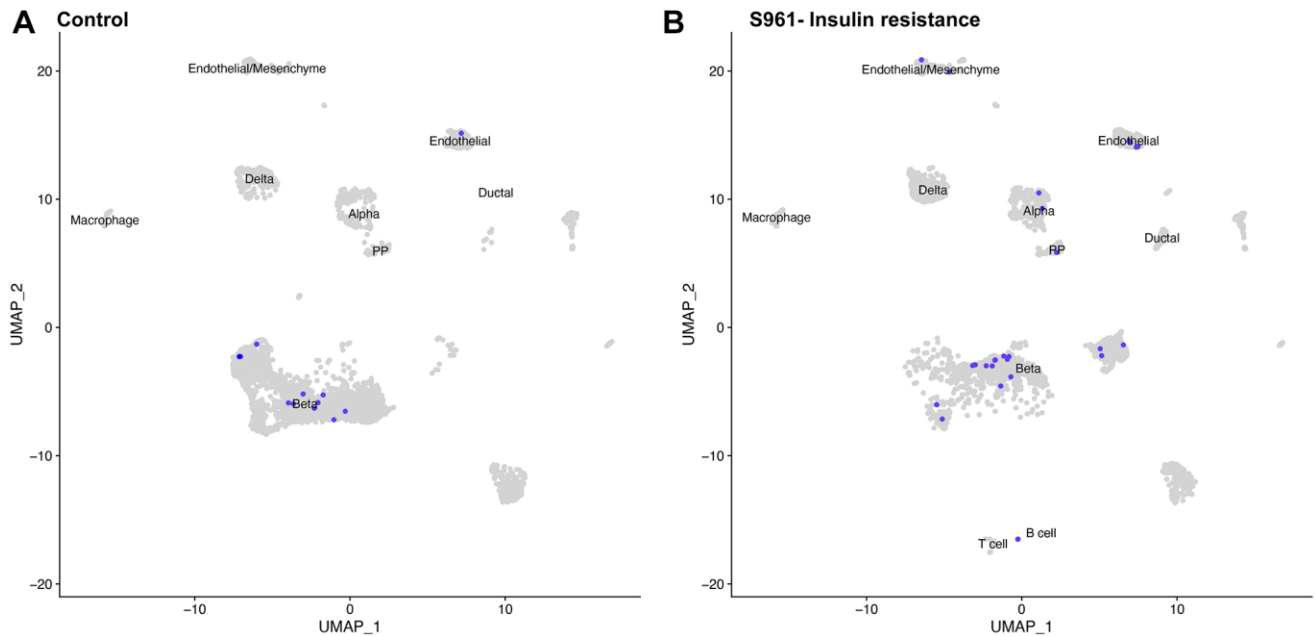 A Control
Endothelial/Mesenchyme
Endothelial
Delta
Ductal
Macrophage
Alpha
PP
Beta
UMAP_2
20
10
0
−10
−20
−10 0 10
UMAP_1
B S961- Insulin resistance
Endothelial/Mesenchyme
Endothelial
Delta
Alpha
Macrophage
Ductal
PP
Beta
B cell
T cell
UMAP_2
20
10
0
−10
−20
−10 0 10
UMAP_1